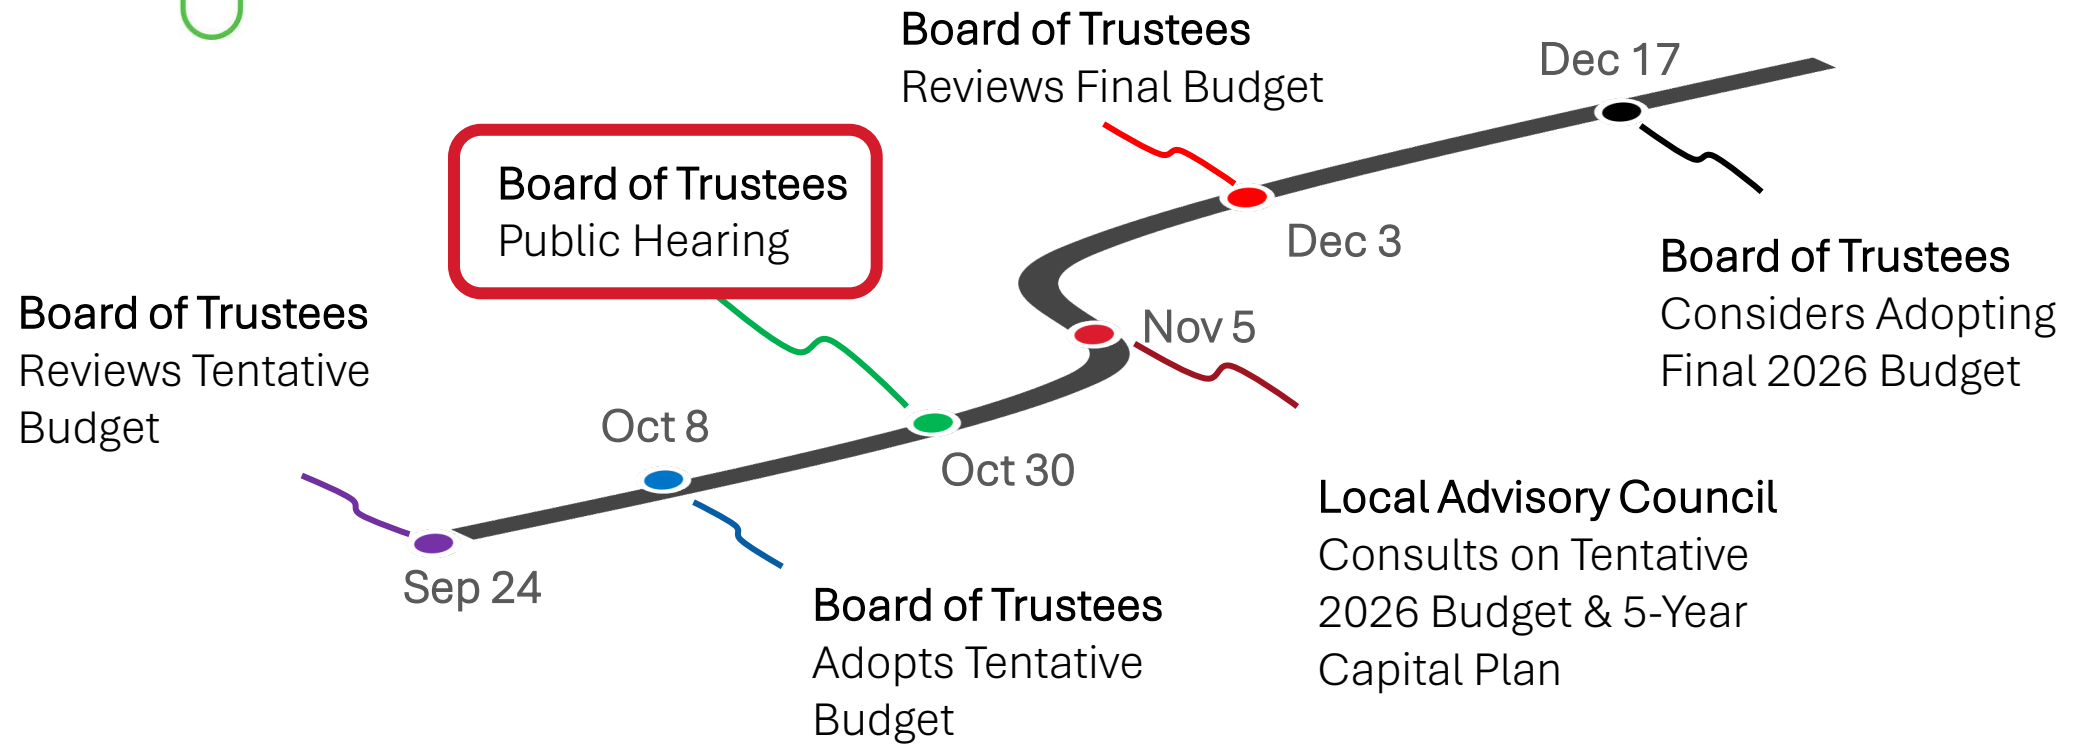 Board of Trustees
Reviews Tentative
Budget
Sep 24
Oct 8
Board of Trustees
Adopts Tentative
Budget
Board of Trustees
Public Hearing
Oct 30
Nov 5
Local Advisory Council
Consults on Tentative
2026 Budget & 5-Year
Capital Plan
Board of Trustees
Reviews Final Budget
Dec 3
Dec 17
Board of Trustees
Considers Adopting
Final 2026 Budget